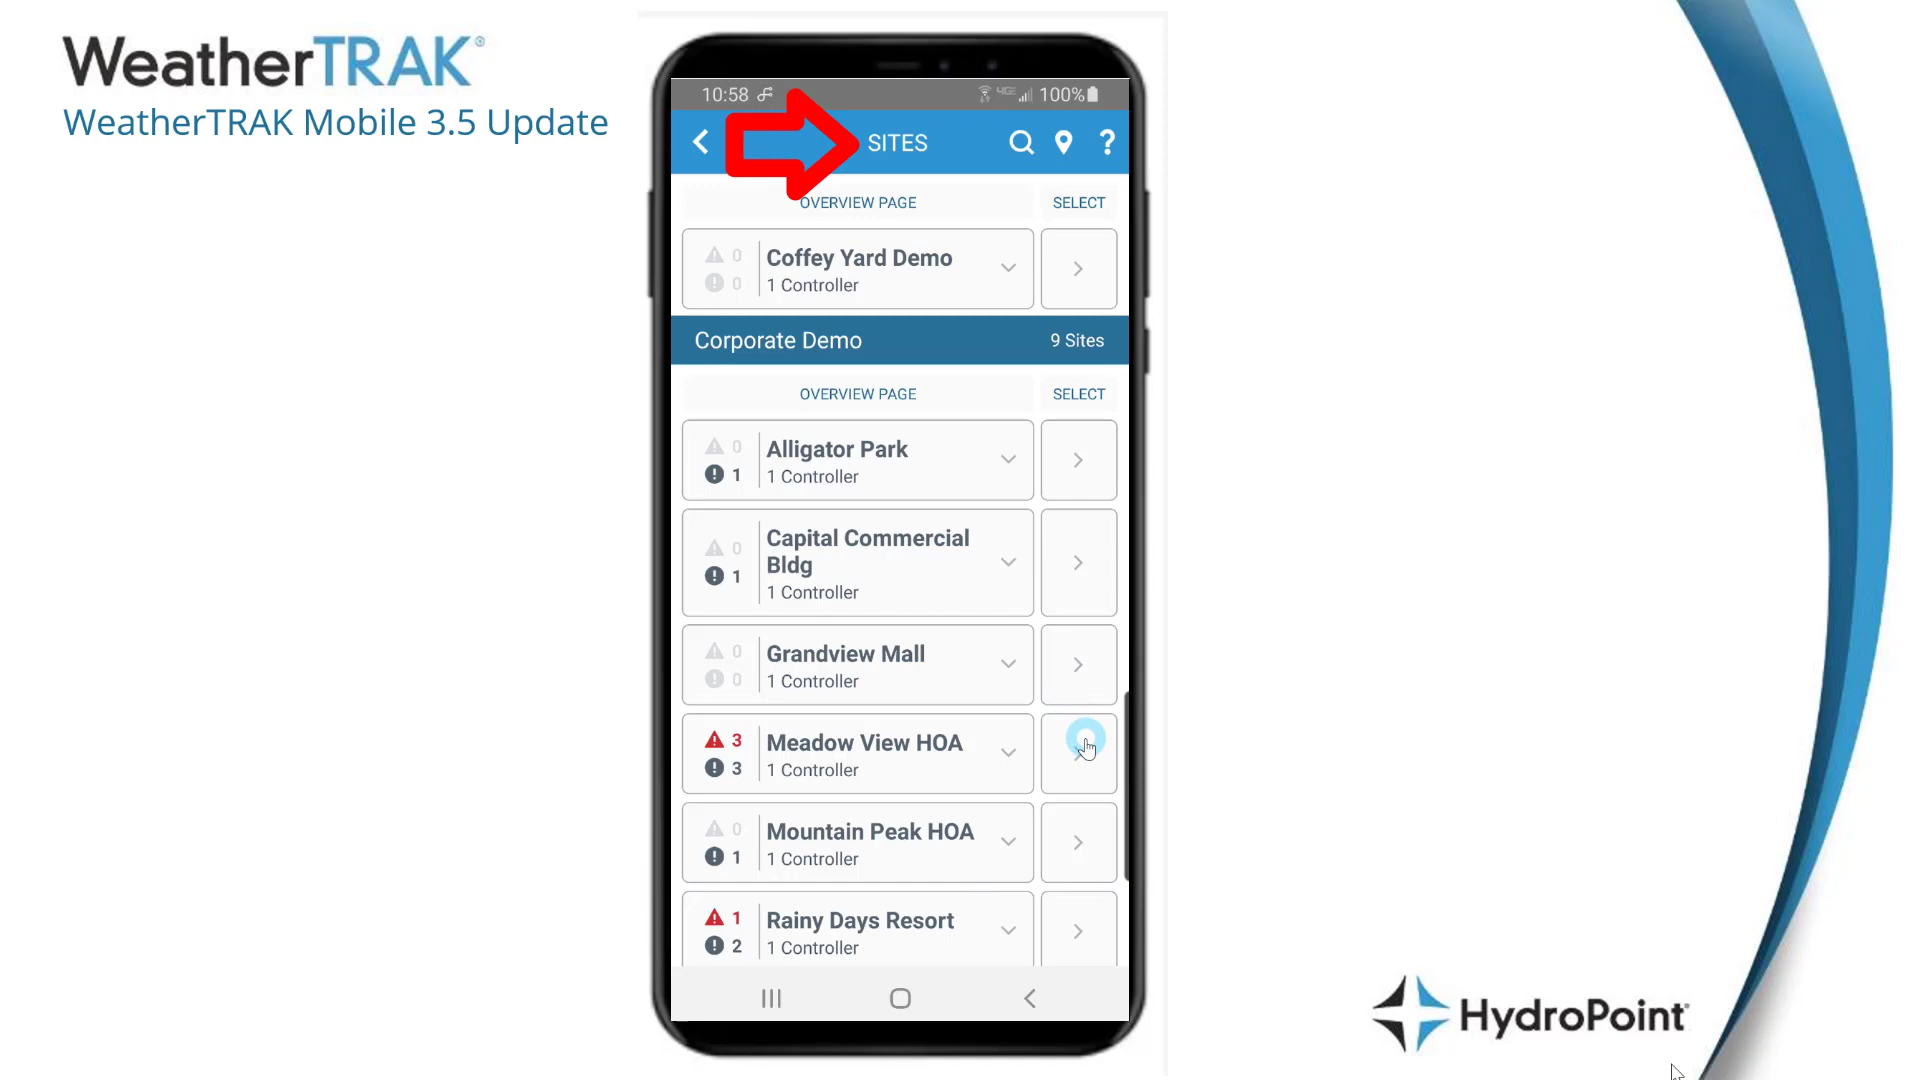 WeatherTRAK®
WeatherTRAK Mobile 3.5 Update
10:58 4GE 100%
SITES ?
OVERVIEW PAGE SELECT
0 Coffey Yard Demo
0 1 Controller
Corporate Demo 9 Sites
OVERVIEW PAGE SELECT
0 Alligator Park
1 1 Controller
0 Capital Commercial
Bldg
1 1 Controller
0 Grandview Mall
0 1 Controller
3 Meadow View HOA
3 1 Controller
0 Mountain Peak HOA
1 1 Controller
1 Rainy Days Resort
2 1 Controller
HydroPoint